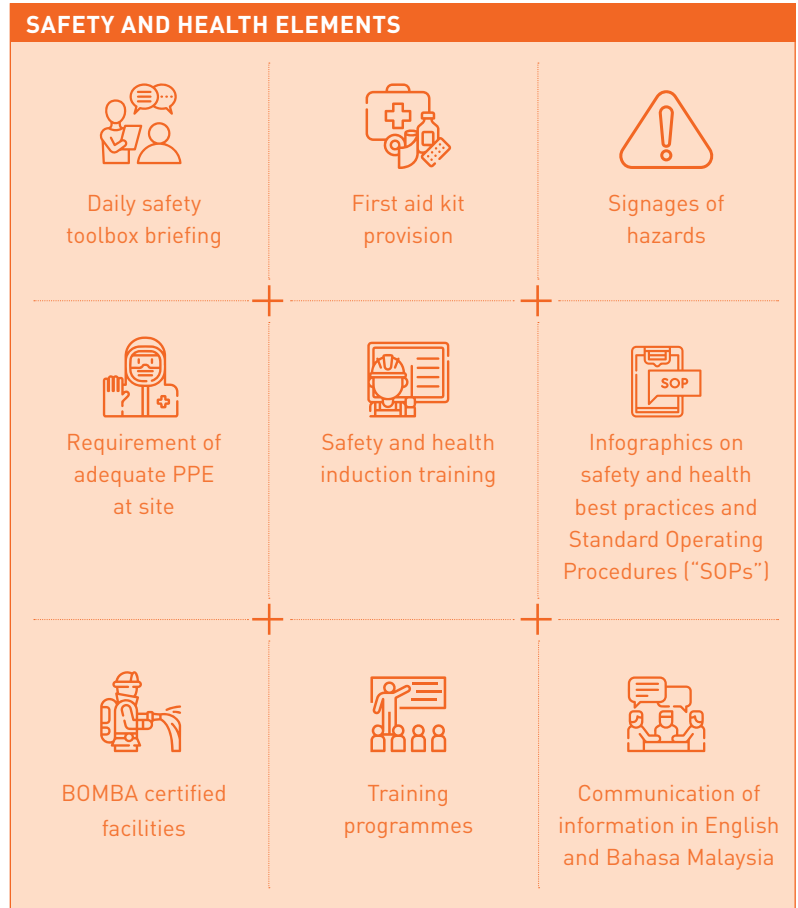 SAFETY AND HEALTH ELEMENTS
Daily safety
toolbox briefing
First aid kit
provision
Signages of
hazards
Requirement of
adequate PPE
at site
Safety and health
induction training
SOP
Infographics on
safety and health
best practices and
Standard Operating
Procedures (“SOPs”)
BOMBA certified
facilities
Training
programmes
Communication of
information in English
and Bahasa Malaysia